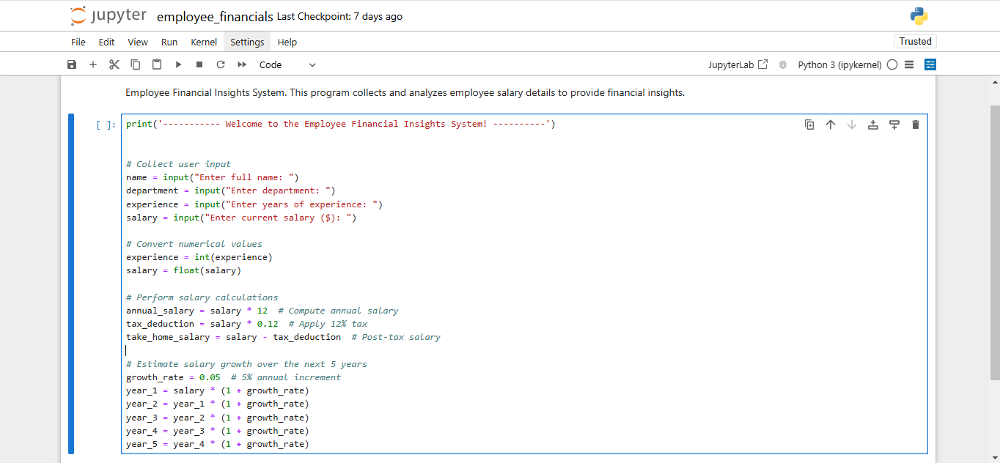 jupyter employee_financials Last Checkpoint: 7 days ago
File Edit View Run Kernel Settings Help Trusted
Code JupyterLab Python 3 (ipykernel)
Employee Financial Insights System. This program collects and analyzes employee salary details to provide financial insights.
[ ]: print('----------- Welcome to the Employee Financial Insights System! ----------')
# Collect user input
name = input("Enter full name: ")
department = input("Enter department: ")
experience = input("Enter years of experience: ")
salary = input("Enter current salary ($): ")
# Convert numerical values
experience = int(experience)
salary = float(salary)
# Perform salary calculations
annual_salary = salary * 12  # Compute annual salary
tax_deduction = salary * 0.12  # Apply 12% tax
take_home_salary = salary - tax_deduction  # Post-tax salary
# Estimate salary growth over the next 5 years
growth_rate = 0.05  # 5% annual increment
year_1 = salary * (1 + growth_rate)
year_2 = year_1 * (1 + growth_rate)
year_3 = year_2 * (1 + growth_rate)
year_4 = year_3 * (1 + growth_rate)
year_5 = year_4 * (1 + growth_rate)